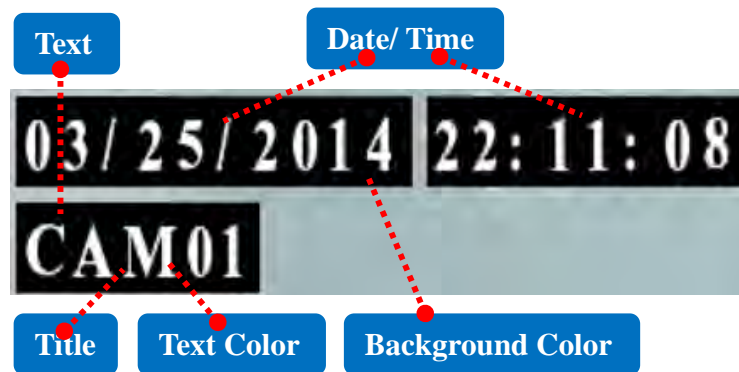 Text
Date/ Time
03/25/2014 22:11:08
CAM01
Title
Text Color
Background Color